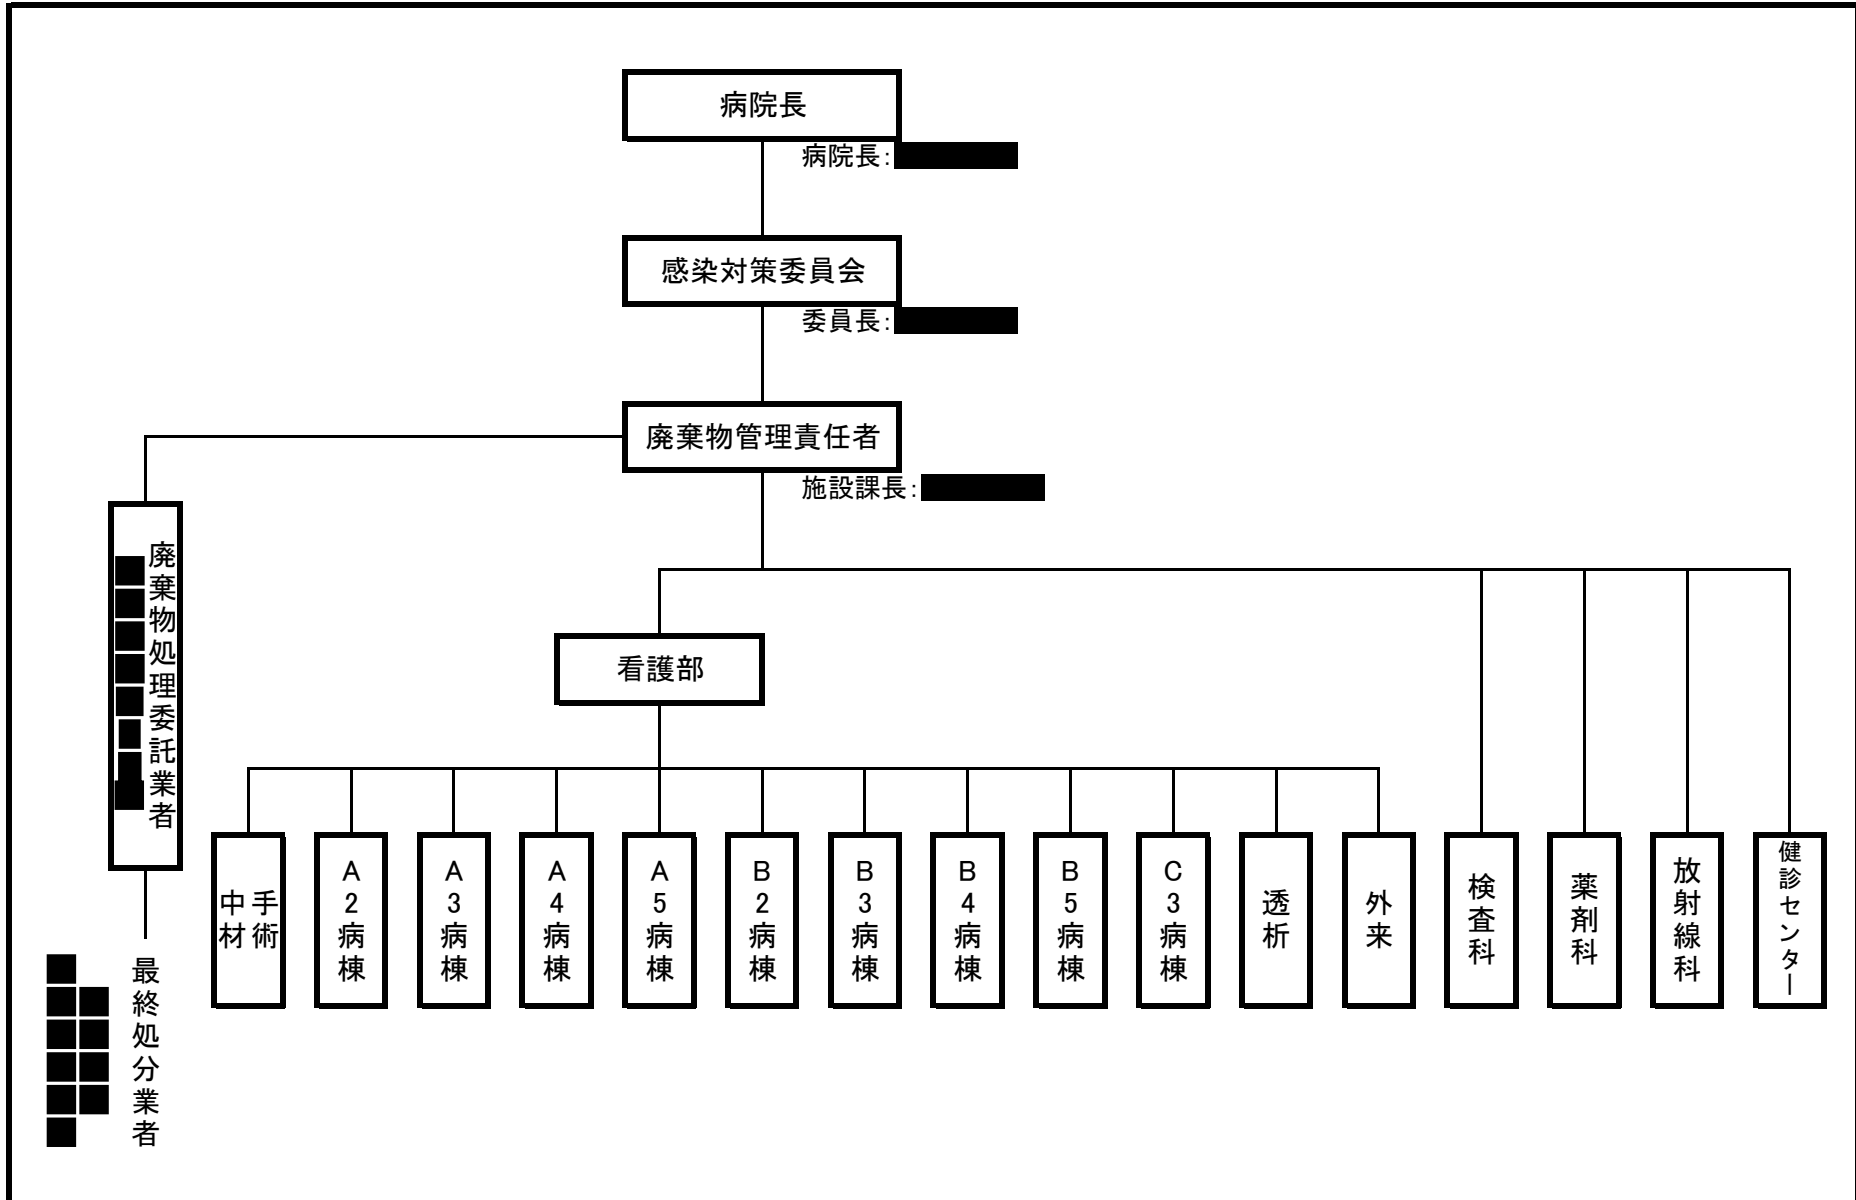 病院長
病院長:
感染対策委員会
委員長:
廃棄物管理責任者
施設課長:
廃棄物処理委託業者
看護部
手術
中材
A2病棟
A3病棟
A4病棟
A5病棟
B2病棟
B3病棟
B4病棟
B5病棟
C3病棟
透析
外来
検査科
薬剤科
放射線科
健診センター
最終処分業者